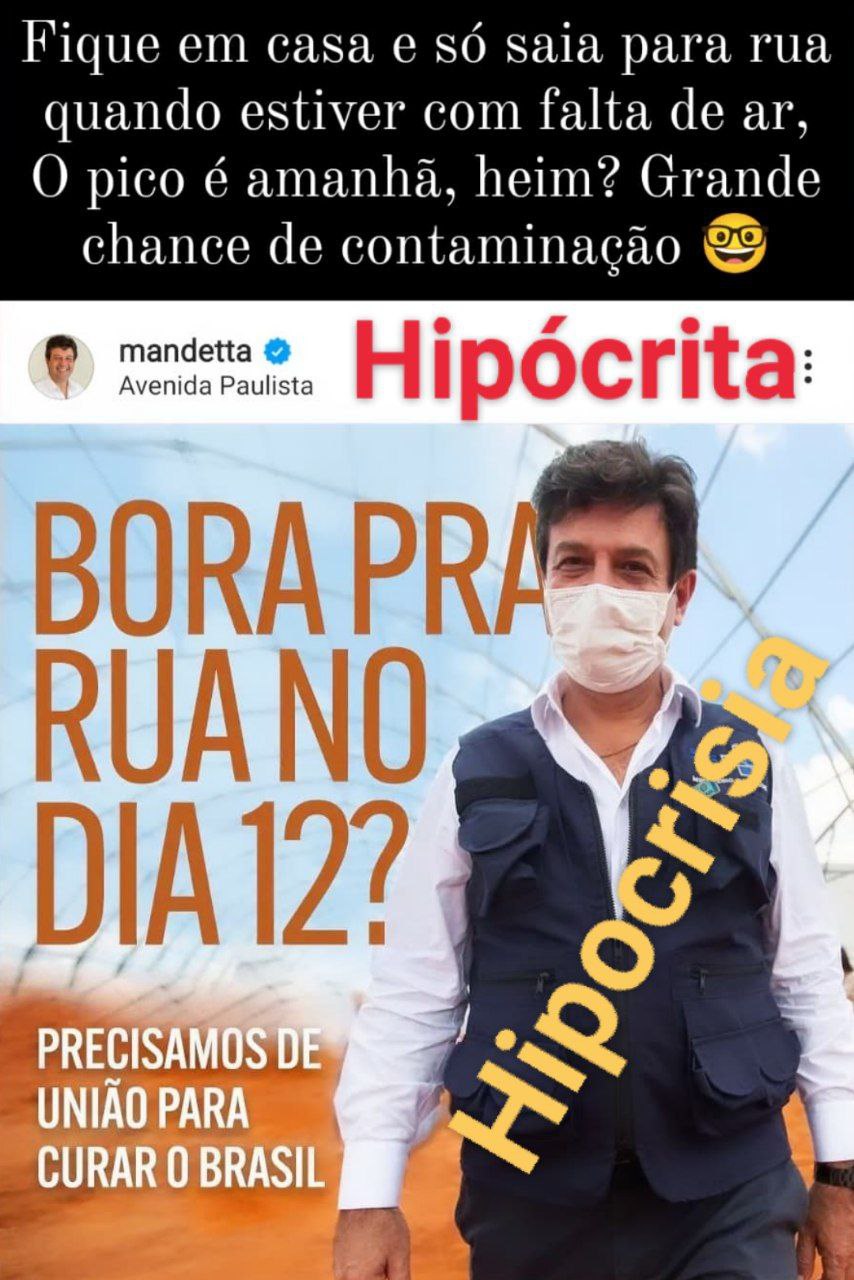 Fique em casa e só saia para rua
quando estiver com falta de ar,
O pico é amanhã, heim? Grande
chance de contaminação 🤓
mandetta
Avenida Paulista
Hipócrita
BORA PRA
RUA NO
DIA 12?
Hipocrisia
PRECISAMOS DE
UNIÃO PARA
CURAR O BRASIL